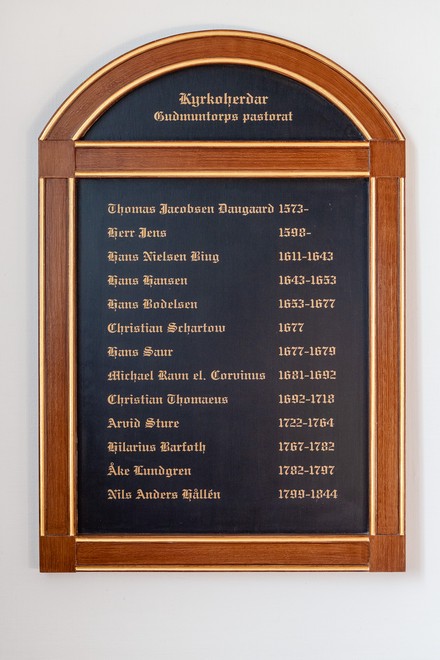 Kyrkoherdar
Gudmuntorps pastorat
Thomas Jacobsen Daugaard 1573-
Herr Jens 1598-
Hans Nielsen Bing 1611-1643
Hans Hansen 1643-1653
Hans Bodelsen 1653-1677
Christian Schartow 1677
Hans Saur 1677-1679
Michael Ravn el. Corvinus 1681-1692
Christian Thomaeus 1692-1718
Arvid Sture 1722-1764
Hilarius Barfoth 1767-1782
Åke Lundgren 1782-1797
Nils Anders Hållén 1799-1844